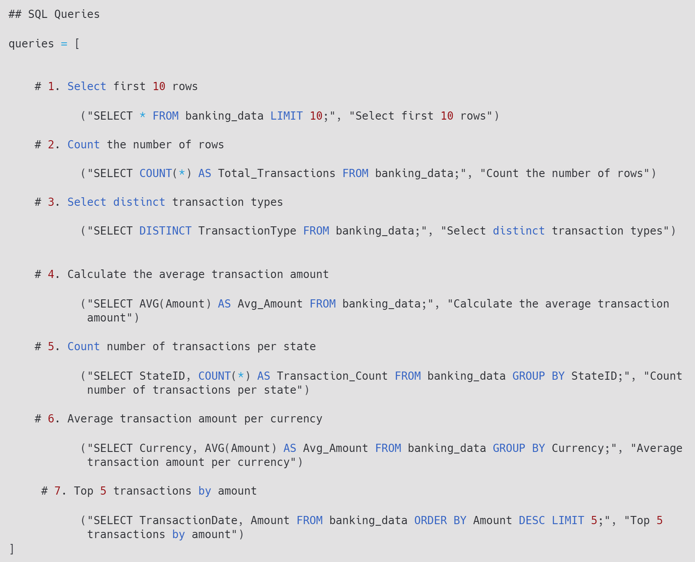 ## SQL Queries
queries = [
# 1. Select first 10 rows
("SELECT * FROM banking_data LIMIT 10;", "Select first 10 rows")
# 2. Count the number of rows
("SELECT COUNT(*) AS Total_Transactions FROM banking_data;", "Count the number of rows")
# 3. Select distinct transaction types
("SELECT DISTINCT TransactionType FROM banking_data;", "Select distinct transaction types")
# 4. Calculate the average transaction amount
("SELECT AVG(Amount) AS Avg_Amount FROM banking_data;", "Calculate the average transaction
amount")
# 5. Count number of transactions per state
("SELECT StateID, COUNT(*) AS Transaction_Count FROM banking_data GROUP BY StateID;", "Count
number of transactions per state")
# 6. Average transaction amount per currency
("SELECT Currency, AVG(Amount) AS Avg_Amount FROM banking_data GROUP BY Currency;", "Average
transaction amount per currency")
# 7. Top 5 transactions by amount
("SELECT TransactionDate, Amount FROM banking_data ORDER BY Amount DESC LIMIT 5;", "Top 5
transactions by amount")
]